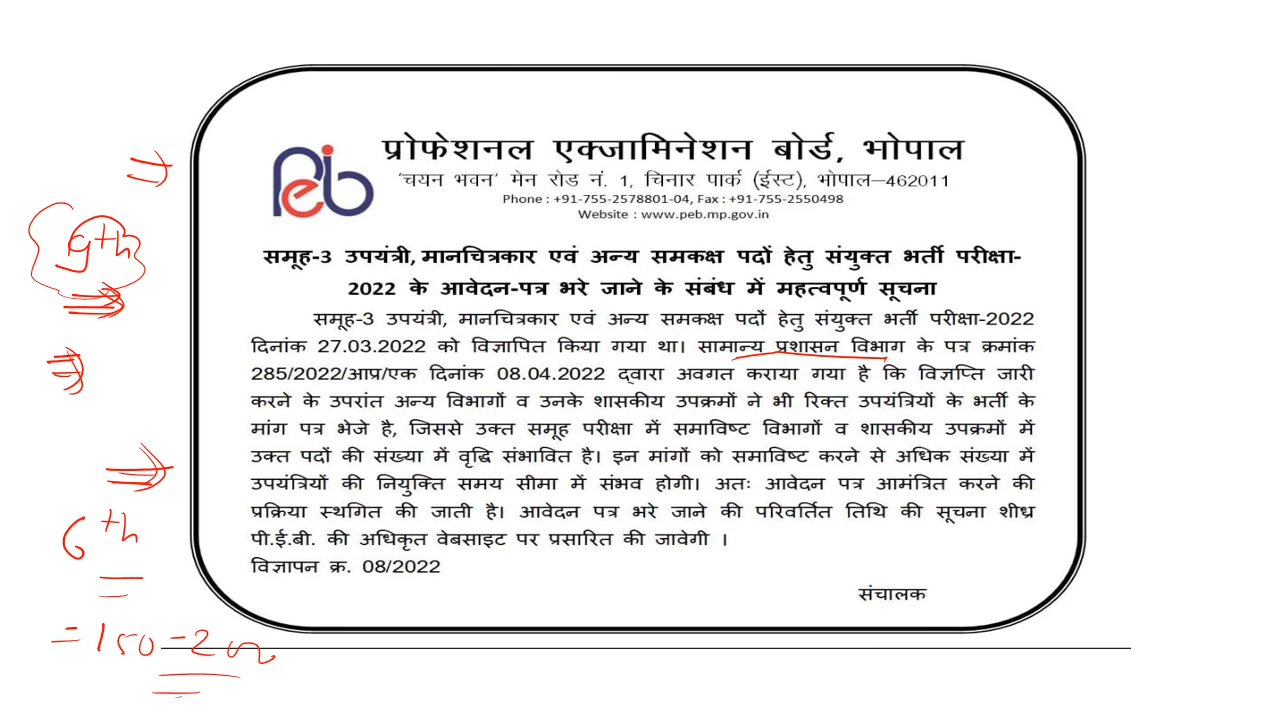 Peb
प्रोफेशनल एक्जामिनेशन बोर्ड, भोपाल
'चयन भवन' मेन रोड नं. 1, चिनार पार्क (ईस्ट), भोपाल–462011
Phone : +91-755-2578801-04, Fax : +91-755-2550498
Website : www.peb.mp.gov.in
समूह-3 उपयंत्री, मानचित्रकार एवं अन्य समकक्ष पदों हेतु संयुक्त भर्ती परीक्षा-
2022 के आवेदन-पत्र भरे जाने के संबंध में महत्वपूर्ण सूचना
समूह-3 उपयंत्री, मानचित्रकार एवं अन्य समकक्ष पदों हेतु संयुक्त भर्ती परीक्षा-2022
दिनांक 27.03.2022 को विज्ञापित किया गया था। सामान्य प्रशासन विभाग के पत्र क्रमांक
285/2022/आप्र/एक दिनांक 08.04.2022 द्वारा अवगत कराया गया है कि विज्ञप्ति जारी
करने के उपरांत अन्य विभागों व उनके शासकीय उपक्रमों ने भी रिक्त उपयंत्रियों के भर्ती के
मांग पत्र भेजे है, जिससे उक्त समूह परीक्षा में समाविष्ट विभागों व शासकीय उपक्रमों में
उक्त पदों की संख्या में वृद्धि संभावित है। इन मांगों को समाविष्ट करने से अधिक संख्या में
उपयंत्रियों की नियुक्ति समय सीमा में संभव होगी। अतः आवेदन पत्र आमंत्रित करने की
प्रक्रिया स्थगित की जाती है। आवेदन पत्र भरे जाने की परिवर्तित तिथि की सूचना शीघ्र
पी.ई.बी. की अधिकृत वेबसाइट पर प्रसारित की जावेगी ।
विज्ञापन क्र. 08/2022
संचालक
9th
6th
= 150-200